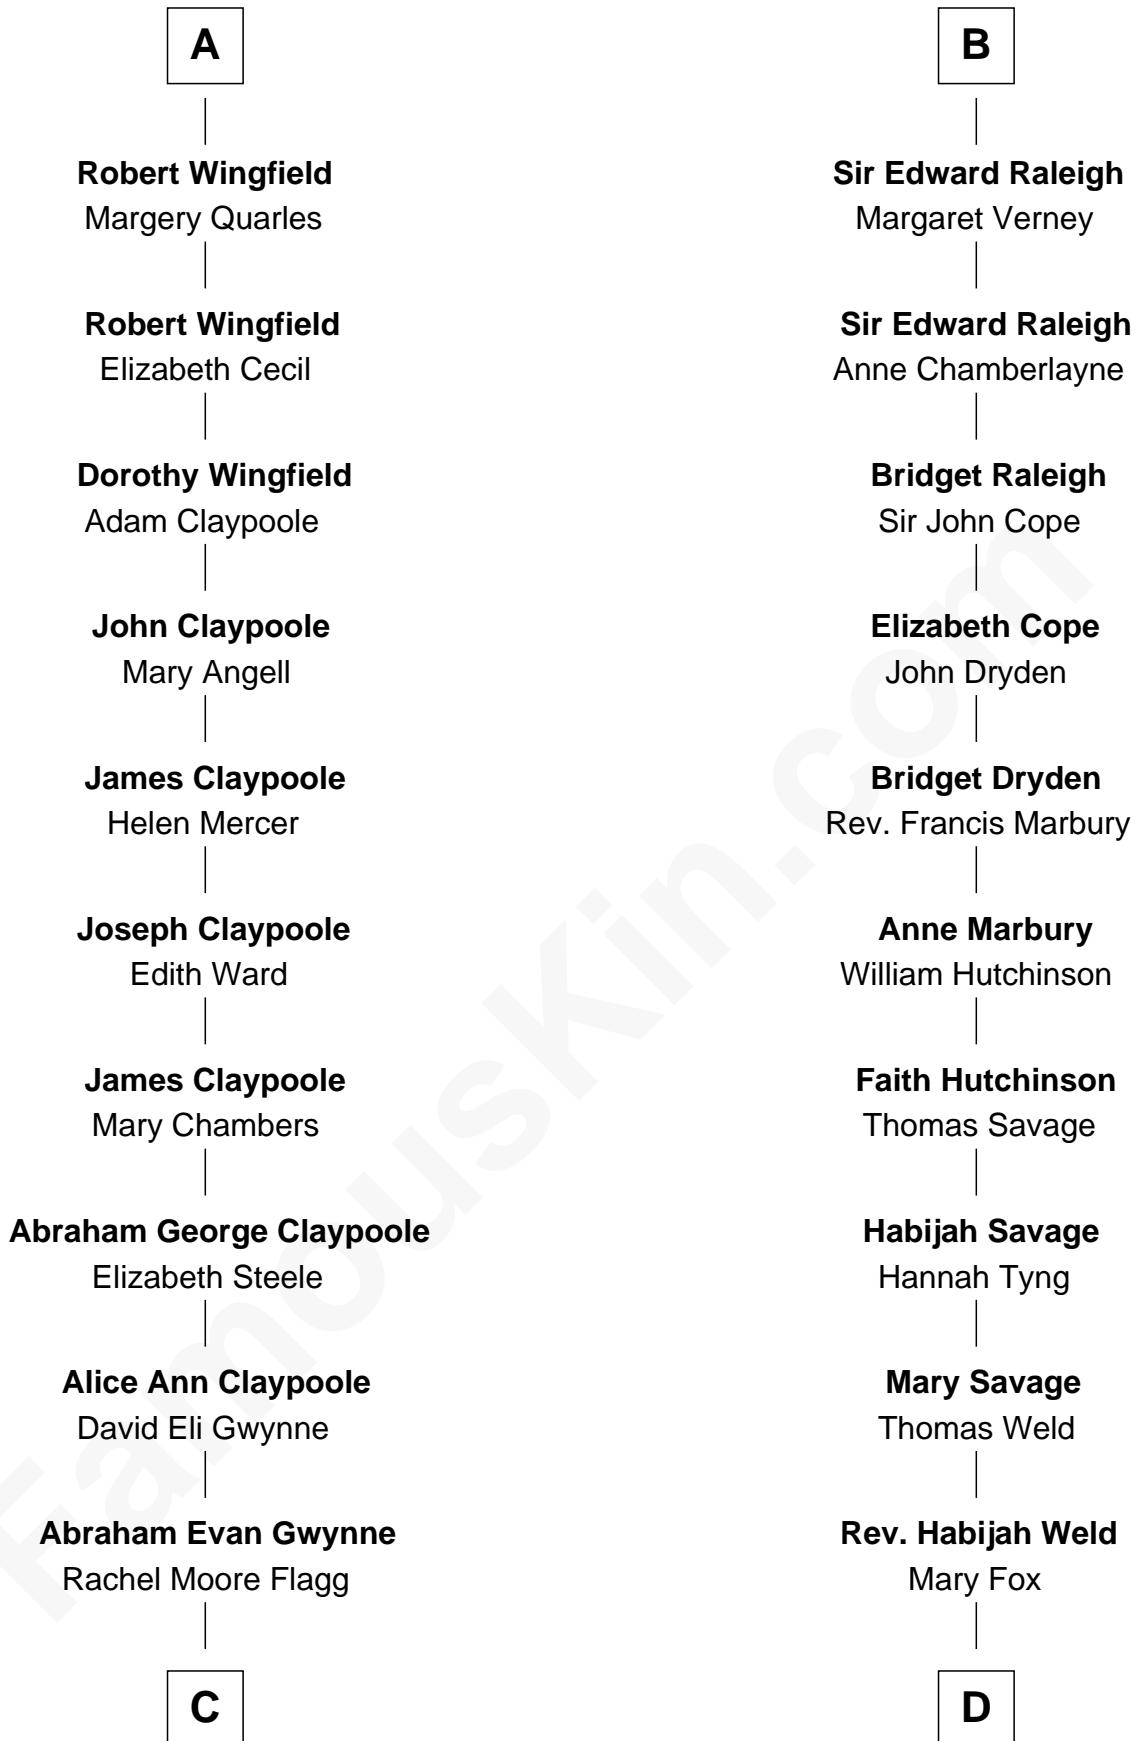 A
Robert Wingfield
Margery Quarles
Robert Wingfield
Elizabeth Cecil
Dorothy Wingfield
Adam Claypoole
John Claypoole
Mary Angell
James Claypoole
Helen Mercer
Joseph Claypoole
Edith Ward
James Claypoole
Mary Chambers
Abraham George Claypoole
Elizabeth Steele
Alice Ann Claypoole
David Eli Gwynne
Abraham Evan Gwynne
Rachel Moore Flagg
C
B
Sir Edward Raleigh
Margaret Verney
Sir Edward Raleigh
Anne Chamberlayne
Bridget Raleigh
Sir John Cope
Elizabeth Cope
John Dryden
Bridget Dryden
Rev. Francis Marbury
Anne Marbury
William Hutchinson
Faith Hutchinson
Thomas Savage
Habijah Savage
Hannah Tyng
Mary Savage
Thomas Weld
Rev. Habijah Weld
Mary Fox
D
FamousKin.com